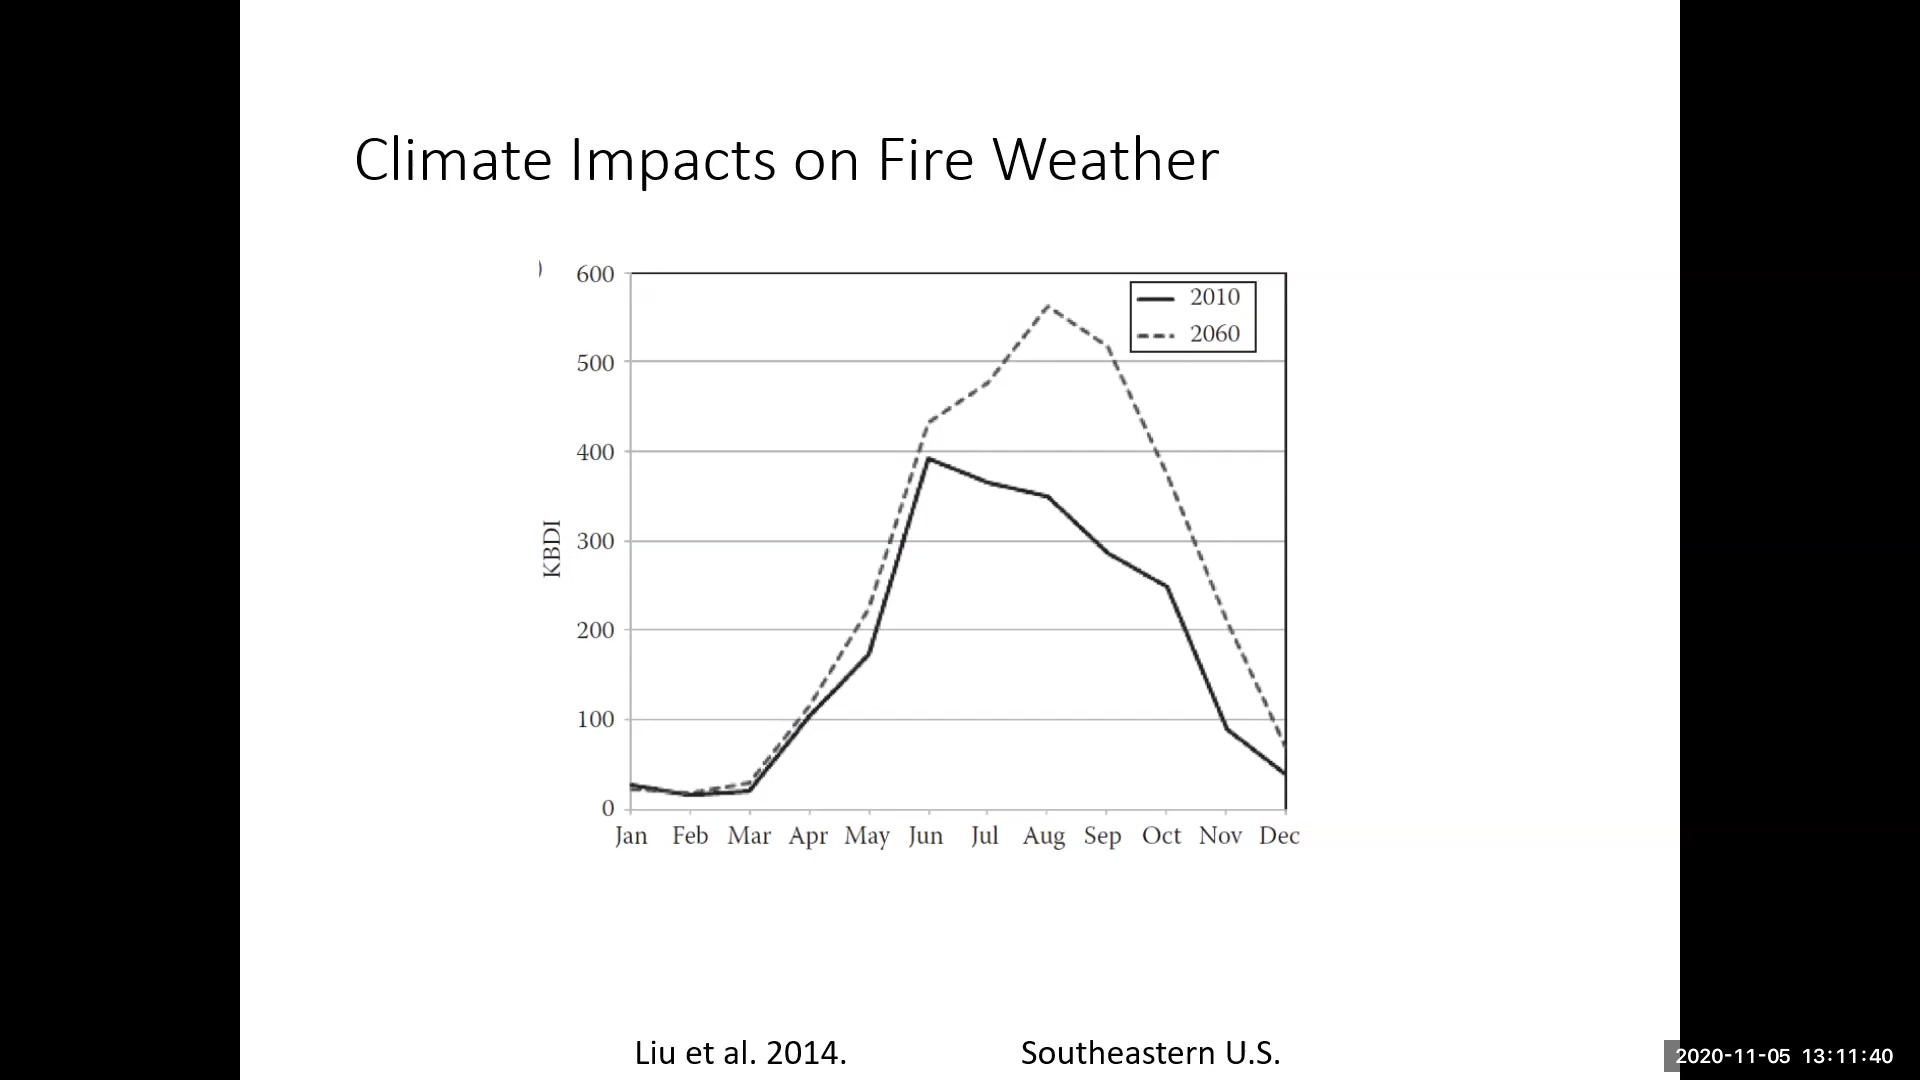 Climate Impacts on Fire Weather
)
600
500
400
300
200
100
0
KBDI
2010
2060
Jan Feb Mar Apr May Jun Jul Aug Sep Oct Nov Dec
Liu et al. 2014. Southeastern U.S.
2020-11-05 13:11:40